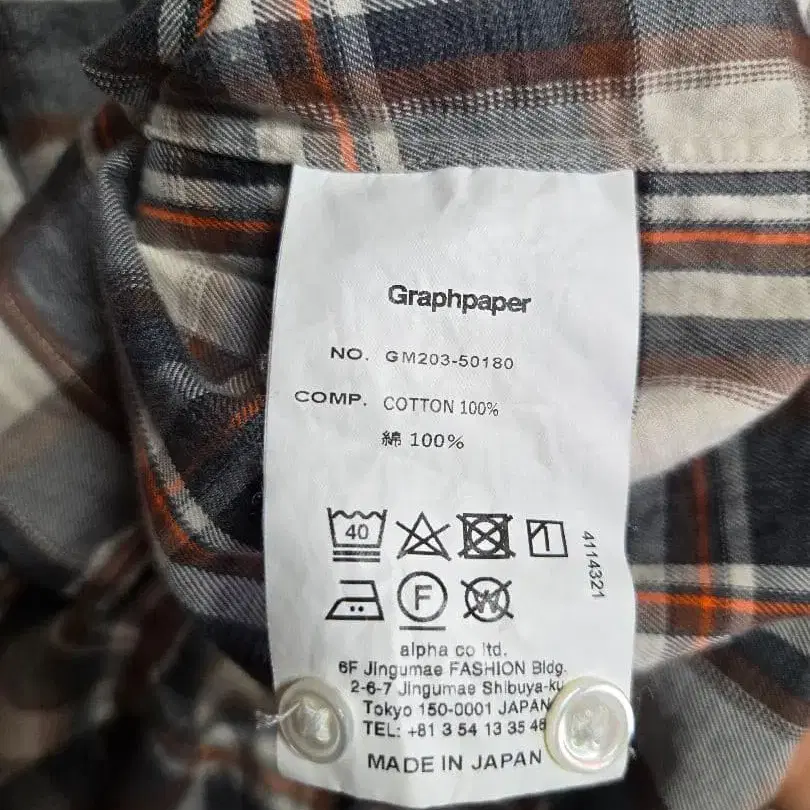 Graphpaper
NO. GM203-50180
COMP. COTTON 100%
綿 100%
40
4114321
F
W
alpha co ltd.
6F Jingumae FASHION Bldg.
2-6-7 Jingumae Shibuya-ku
Tokyo 150-0001 JAPAN
TEL: +81 3 54 13 35 48
MADE IN JAPAN